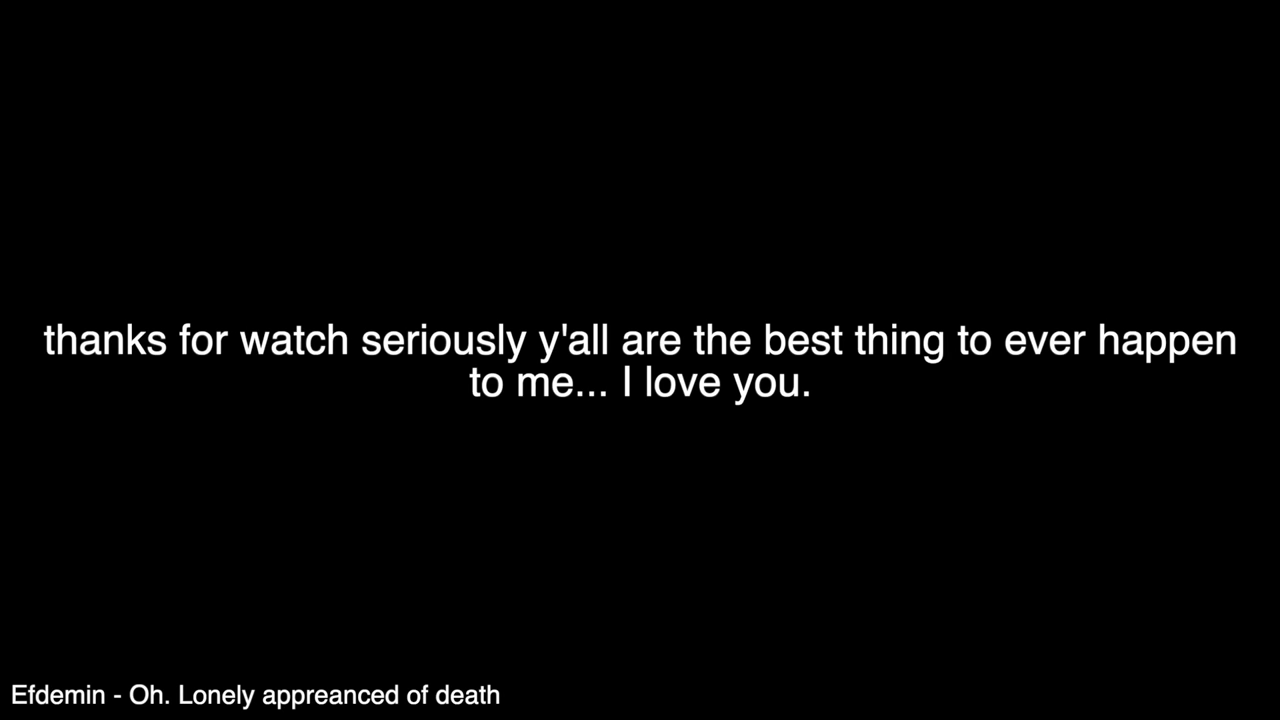 thanks for watch seriously y'all are the best thing to ever happen
to me... I love you.
Efdemin - Oh. Lonely appreanced of death